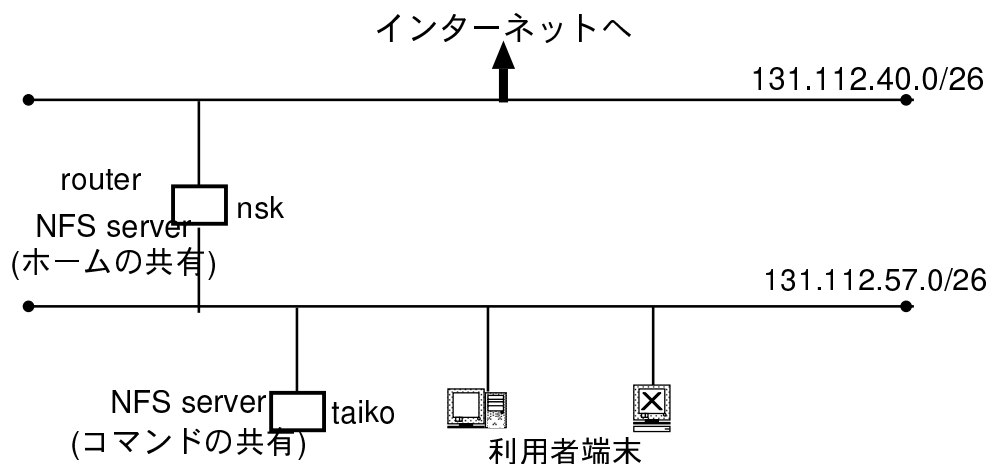 インターネットへ
131.112.40.0/26
router
nsk
NFS server
(ホームの共有)
131.112.57.0/26
NFS server
taiko
(コマンドの共有)
利用者端末